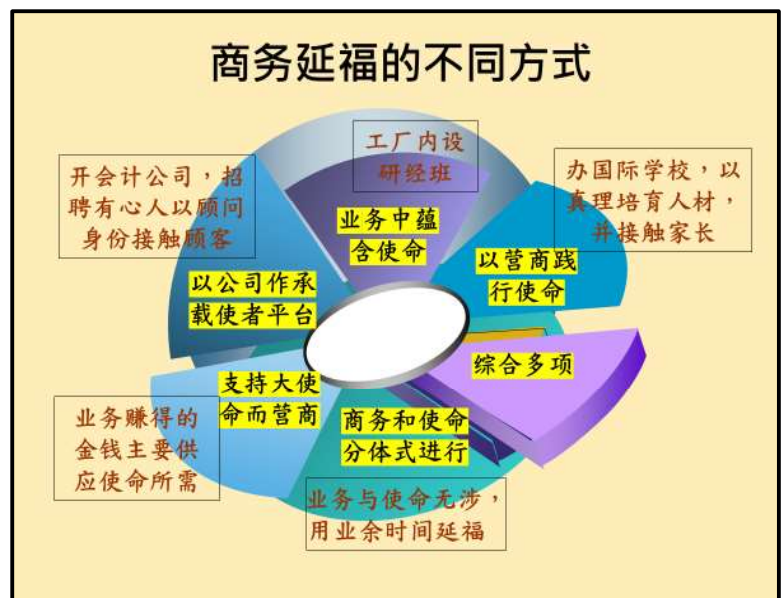 商务延福的不同方式
工厂内设
研经班
业务中蕴
含使命
办国际学校，以
真理培育人材，
并接触家长
以营商践
行使命
综合多项
商务和使命
分体式进行
业务与使命无涉，
用业余时间延福
支持大使
命而营商
业务赚得的
金钱主要供
应使命所需
以公司作承
载使者平台
开会计公司，招
聘有心人以顾问
身份接触顾客